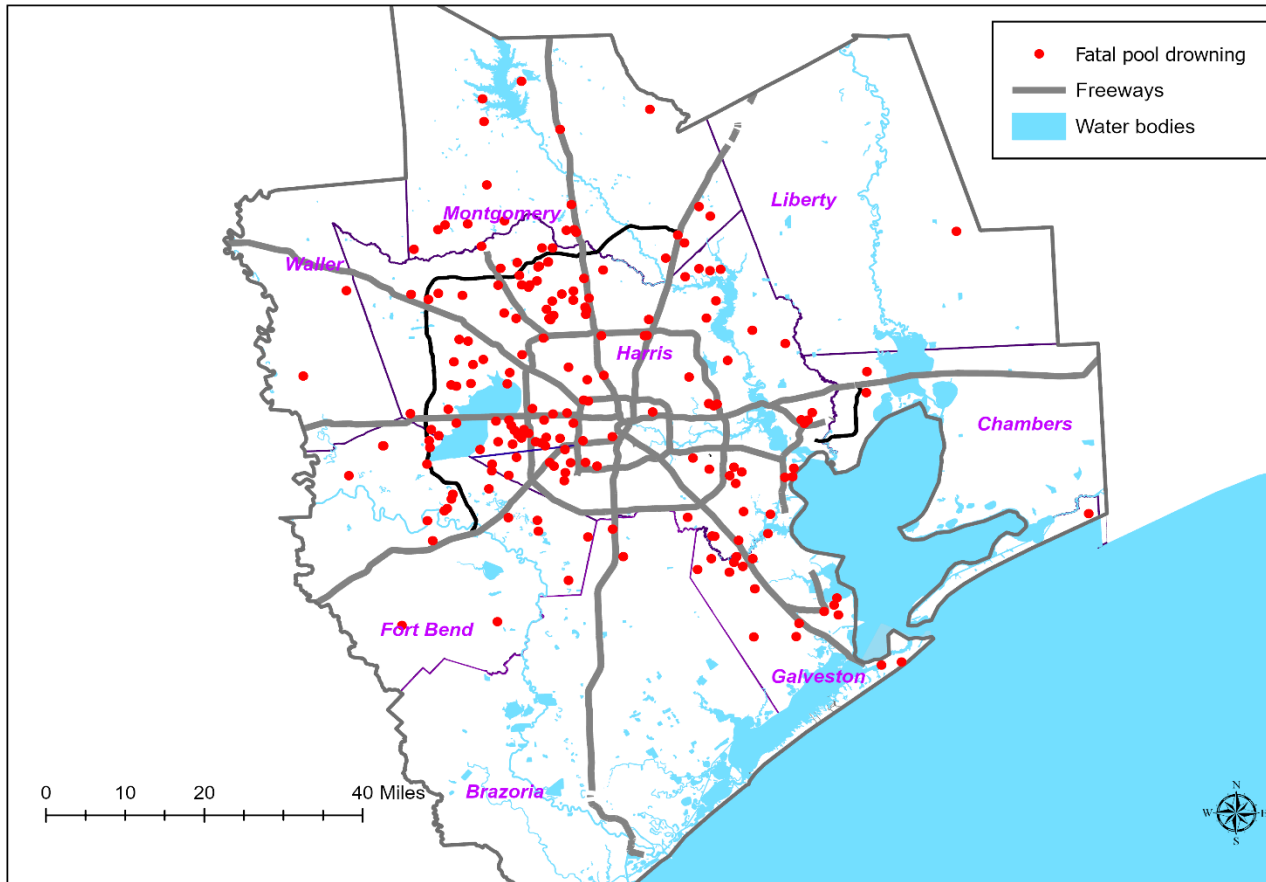 Fatal pool drowning
Freeways
Water bodies
Liberty
Montgomery
Waller
Harris
Chambers
Fort Bend
Galveston
Brazoria
0 10 20 40 Miles
N
W E
S